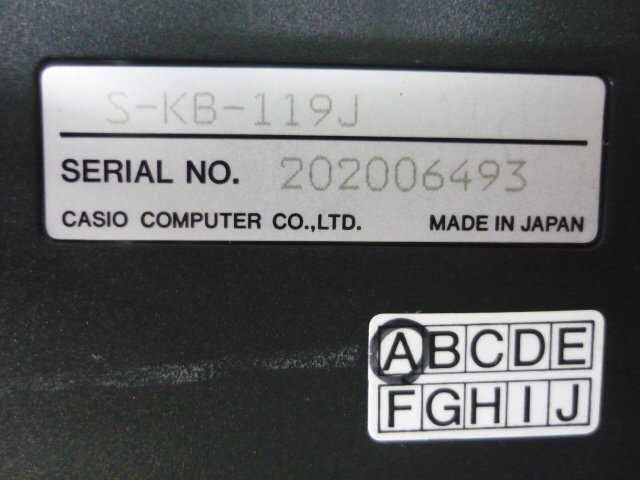 S-KB-119J
SERIAL NO. 202006493
CASIO COMPUTER CO.,LTD. MADE IN JAPAN
ABCDE
FGHIJ